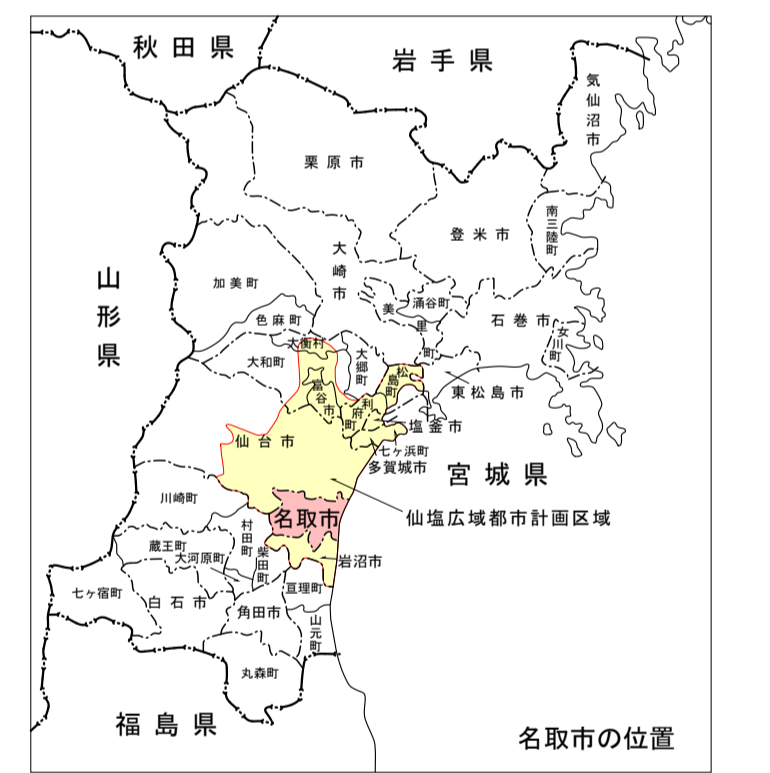 秋田県
岩手県
気仙沼市
栗原市
南三陸町
登米市
大崎市
加美町
山形県
美里町
涌谷町
石巻市
色麻町
女川町
大衡村
大和町
大郷町
松島町
東松島市
富谷市
利府町
塩釜市
仙台市
七ヶ浜町
多賀城市
宮城県
川崎町
名取市
仙塩広域都市計画区域
村田町
蔵王町
大河原町
柴田町
岩沼市
七ヶ宿町
白石市
亘理町
角田市
山元町
丸森町
福島県
名取市の位置